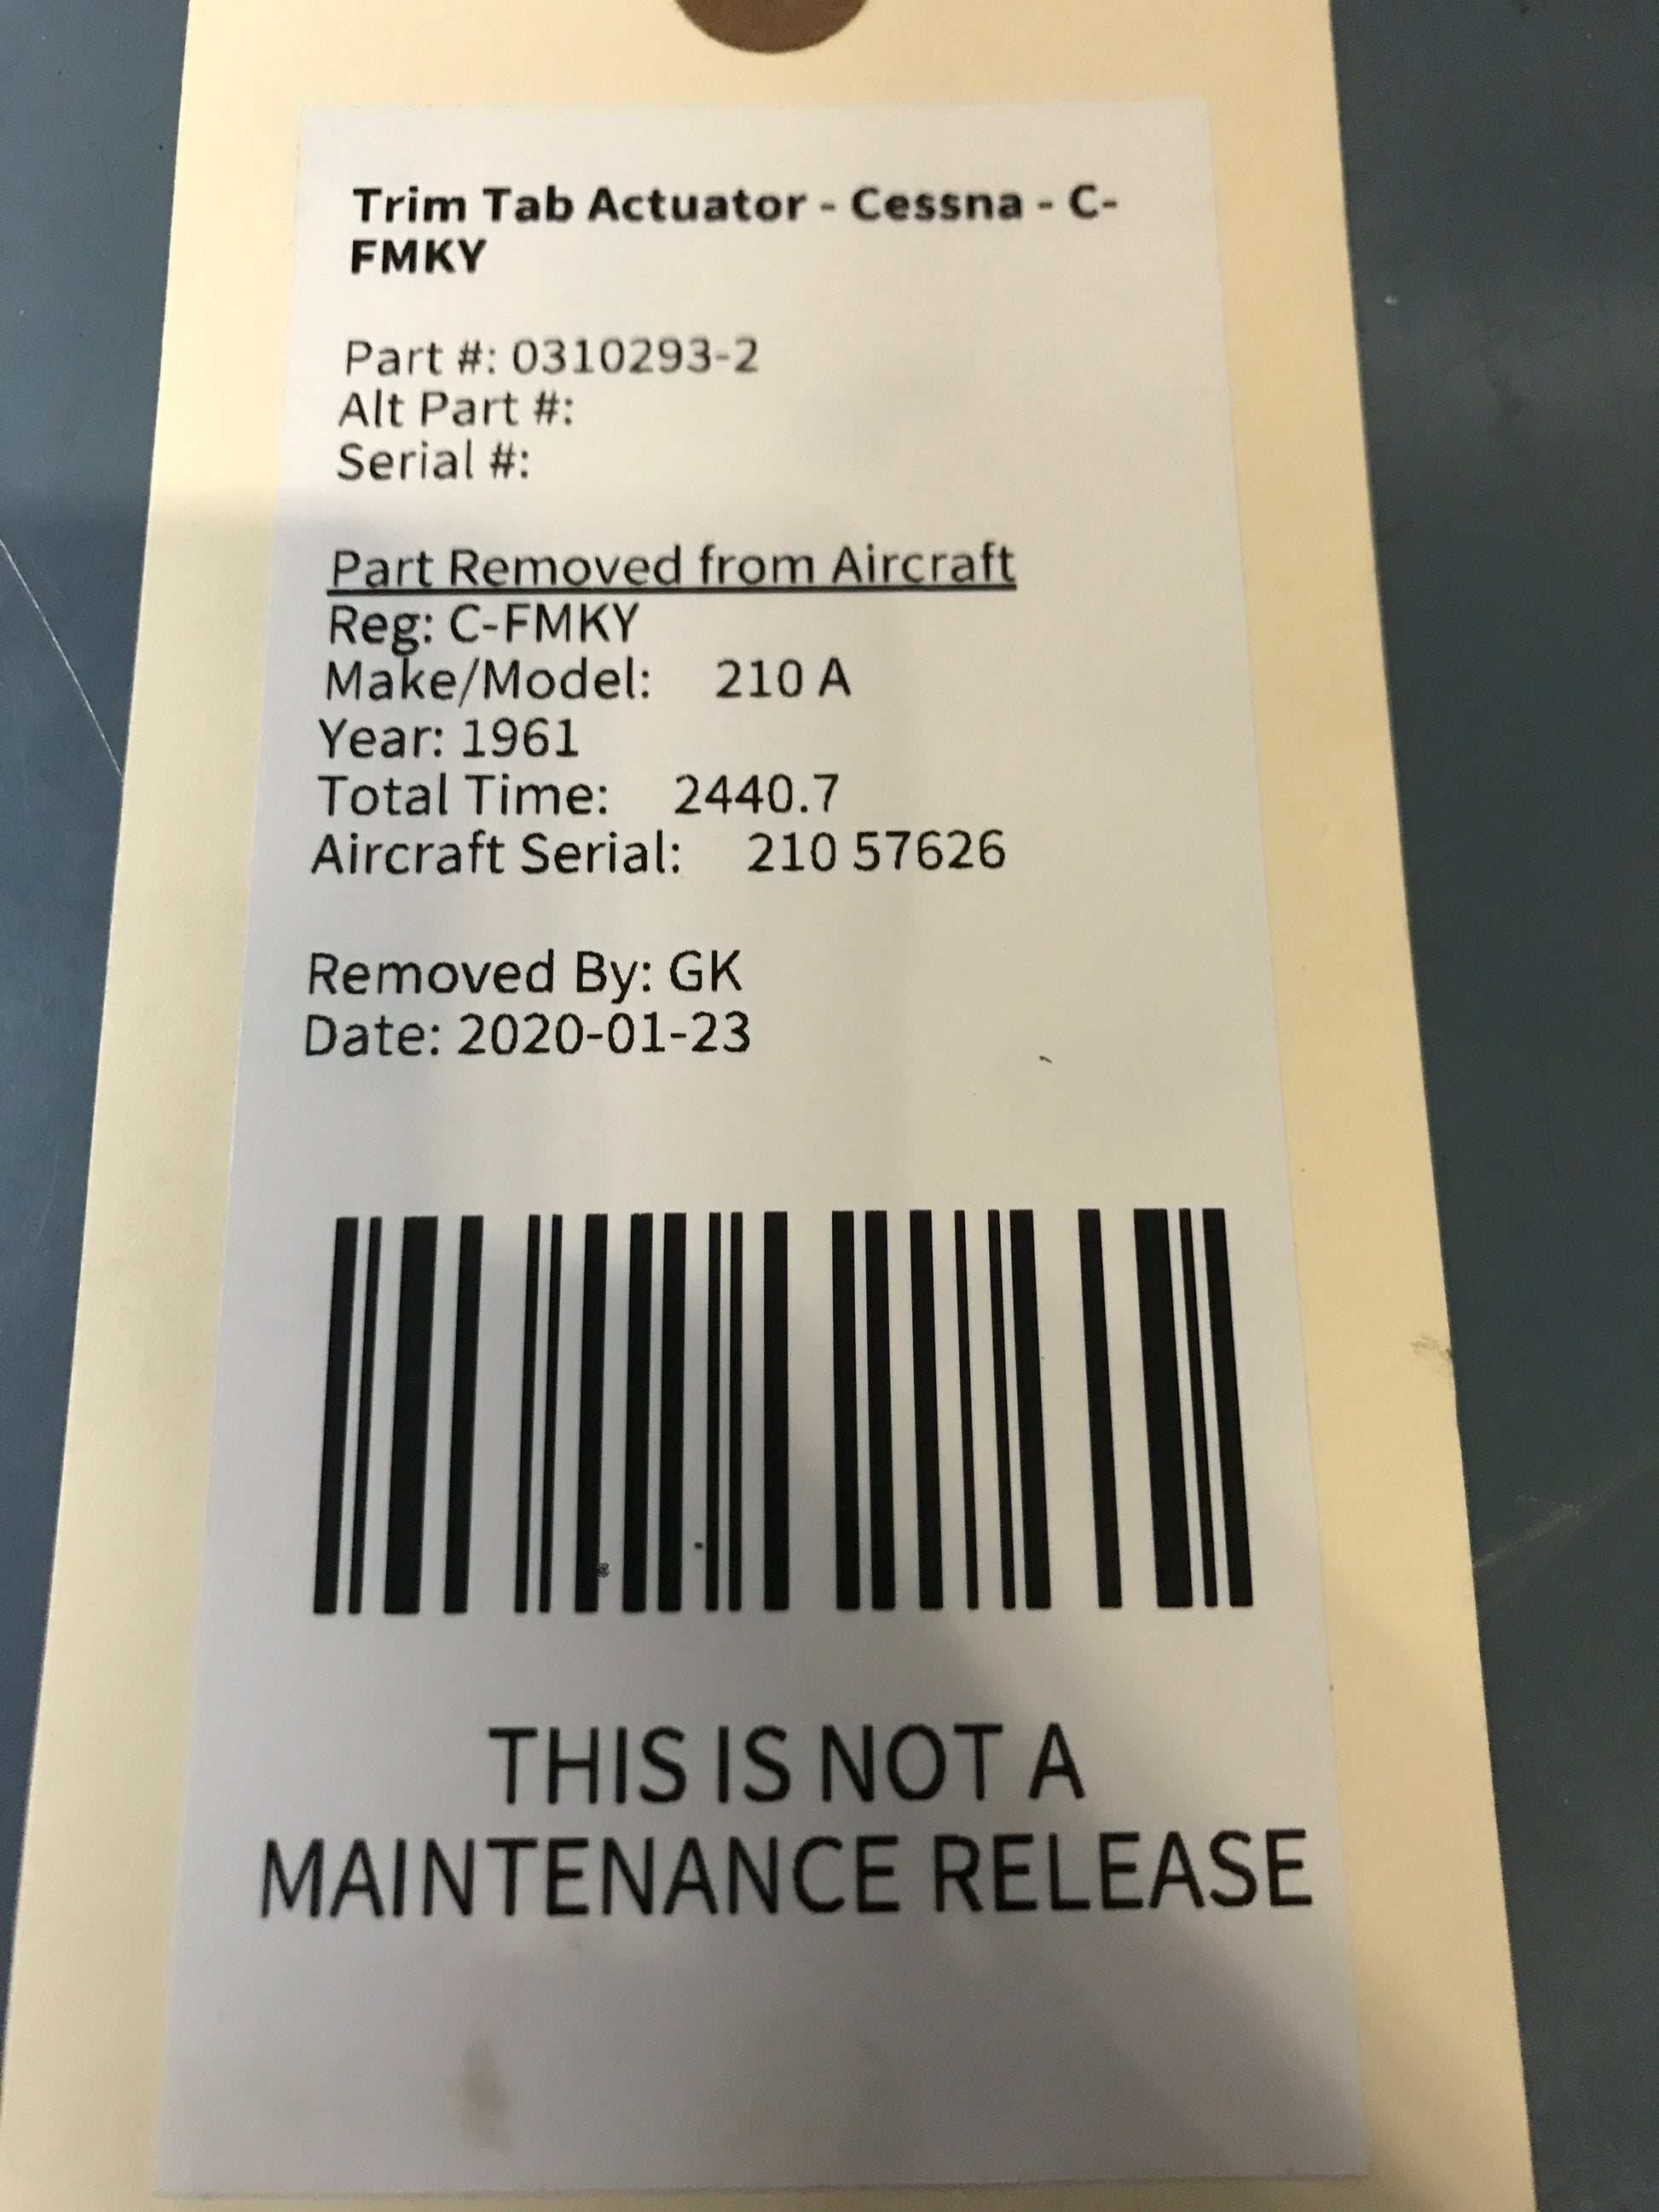 Trim Tab Actuator - Cessna - C-
FMKY
Part #: 0310293-2
Alt Part #:
Serial #:
Part Removed from Aircraft
Reg: C-FMKY
Make/Model: 210 A
Year: 1961
Total Time: 2440.7
Aircraft Serial: 210 57626
Removed By: GK
Date: 2020-01-23
THIS IS NOT A
MAINTENANCE RELEASE